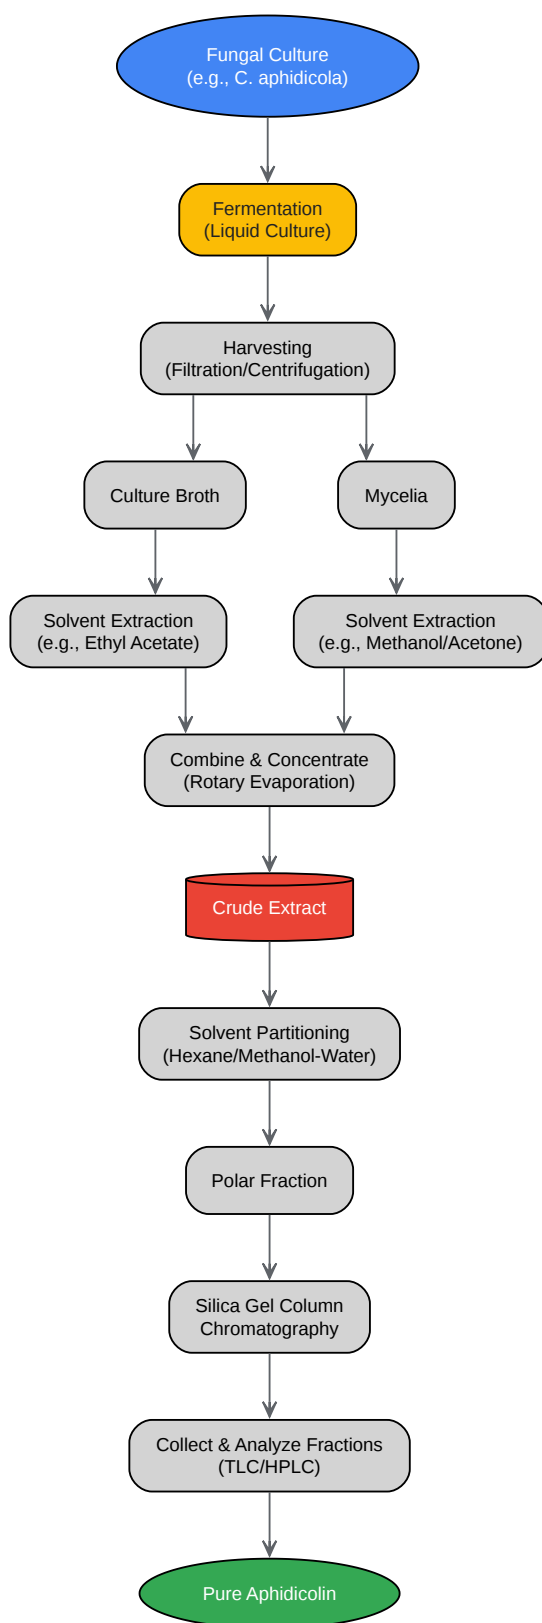 Fungal Culture
(e.g., C. aphidicola)
Fermentation
(Liquid Culture)
Harvesting
(Filtration/Centrifugation)
Culture Broth
Mycelia
Solvent Extraction
(e.g., Ethyl Acetate)
Solvent Extraction
(e.g., Methanol/Acetone)
Combine & Concentrate
(Rotary Evaporation)
Crude Extract
Solvent Partitioning
(Hexane/Methanol-Water)
Polar Fraction
Silica Gel Column
Chromatography
Collect & Analyze Fractions
(TLC/HPLC)
Pure Aphidicolin